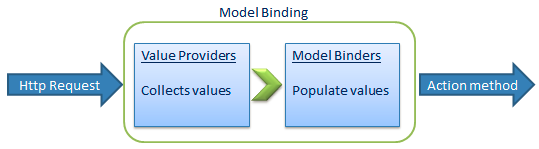 Model Binding
Http Request
Value Providers
Collects values
Model Binders
Populate values
Action method